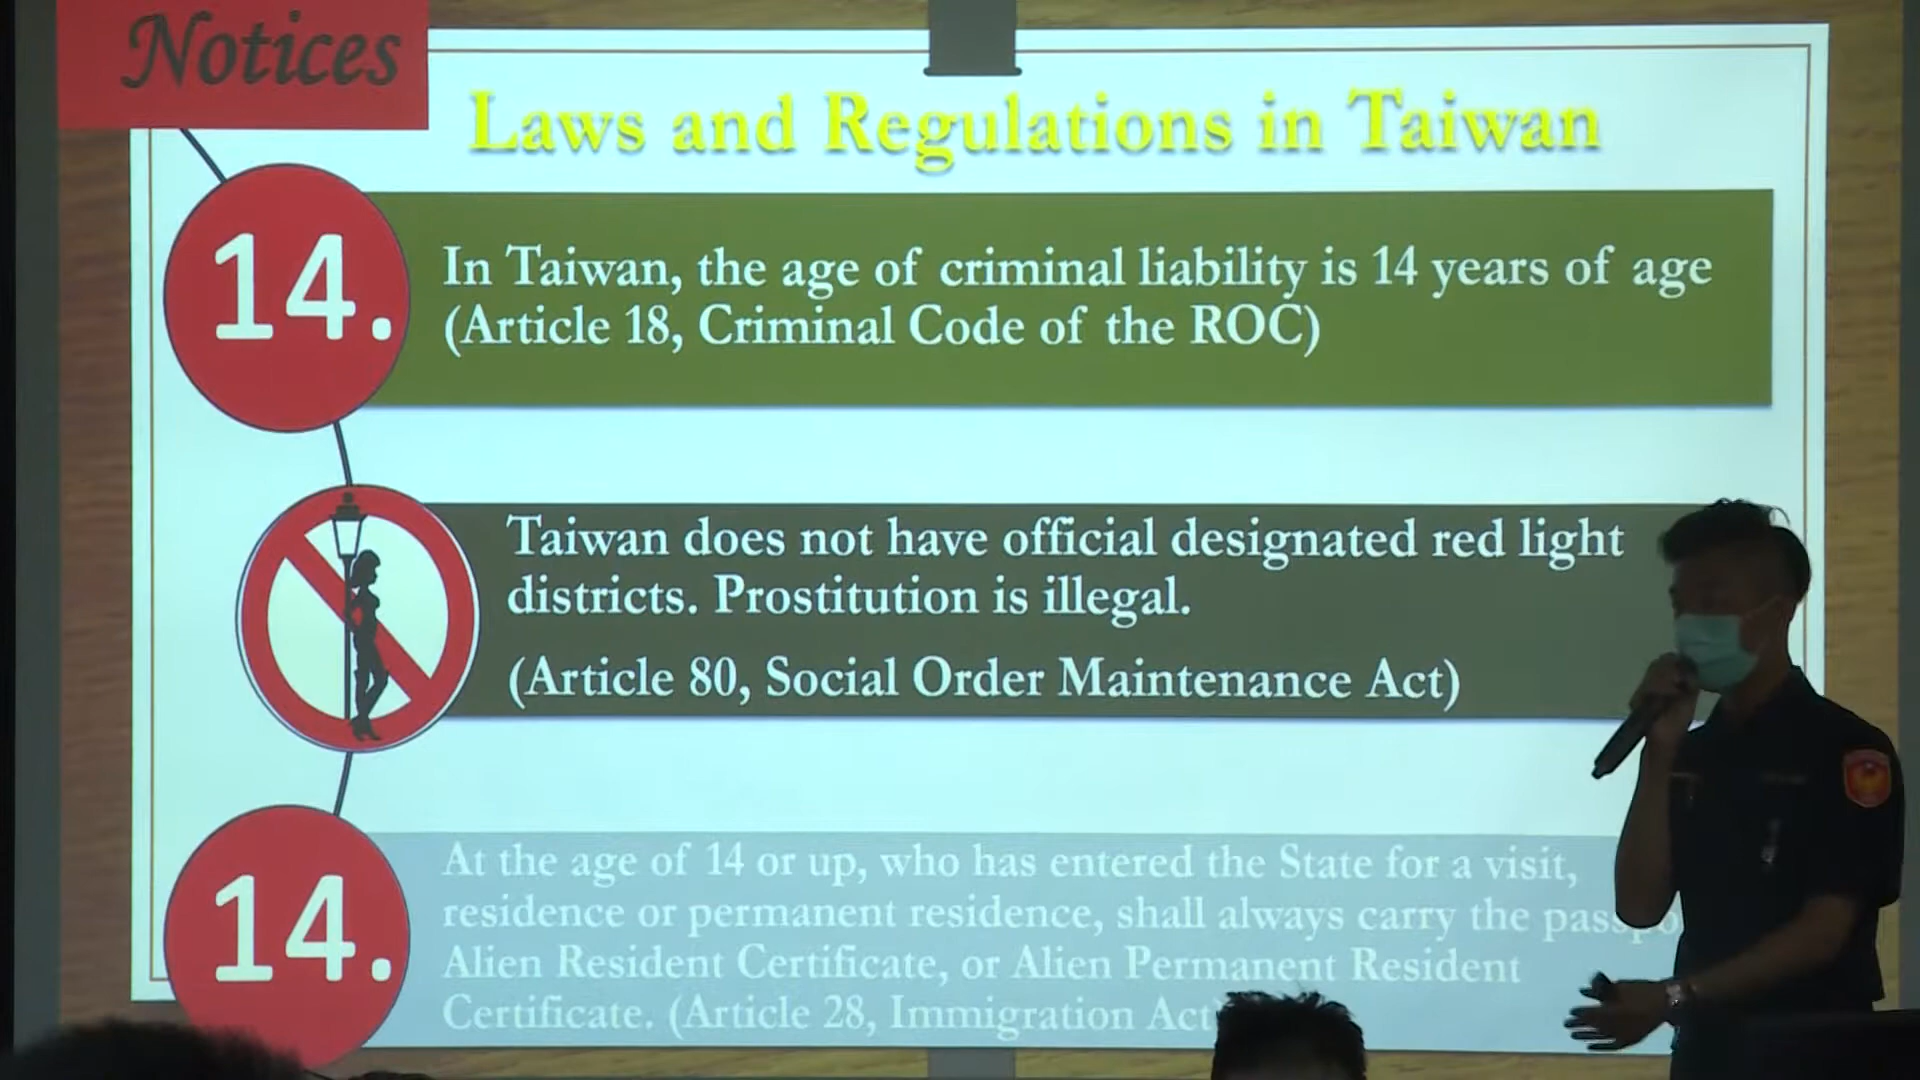 Notices
Laws and Regulations in Taiwan
14.
In Taiwan, the age of criminal liability is 14 years of age
(Article 18, Criminal Code of the ROC)
Taiwan does not have official designated red light
districts. Prostitution is illegal.
(Article 80, Social Order Maintenance Act)
14.
At the age of 14 or up, who has entered the State for a visit,
residence or permanent residence, shall always carry the
Alien Resident Certificate, or Alien Permanent Resident
Certificate. (Article 28, Immigration Act